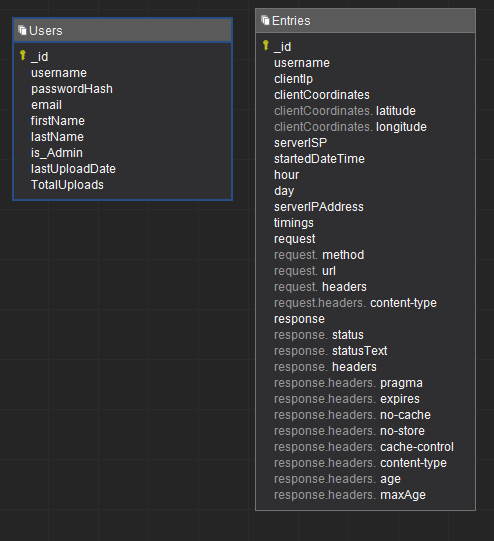 Users
_id
username
passwordHash
email
firstName
lastName
is_Admin
lastUploadDate
TotalUploads
Entries
_id
username
clientIp
clientCoordinates
clientCoordinates. latitude
clientCoordinates. longitude
serverISP
startedDateTime
hour
day
serverIPAddress
timings
request
request. method
request. url
request. headers
request.headers. content-type
response
response. status
response. statusText
response. headers
response.headers. pragma
response.headers. expires
response.headers. no-cache
response.headers. no-store
response.headers. cache-control
response.headers. content-type
response.headers. age
response.headers. maxAge